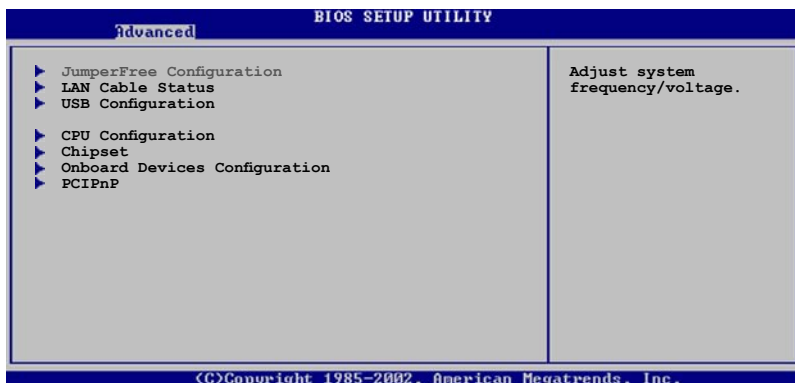 BIOS SETUP UTILITY
Advanced
JumperFree Configuration
LAN Cable Status
USB Configuration
CPU Configuration
Chipset
Onboard Devices Configuration
PCIPnP
Adjust system
frequency/voltage.
(C)Copyright 1985-2002, American Megatrends, Inc.